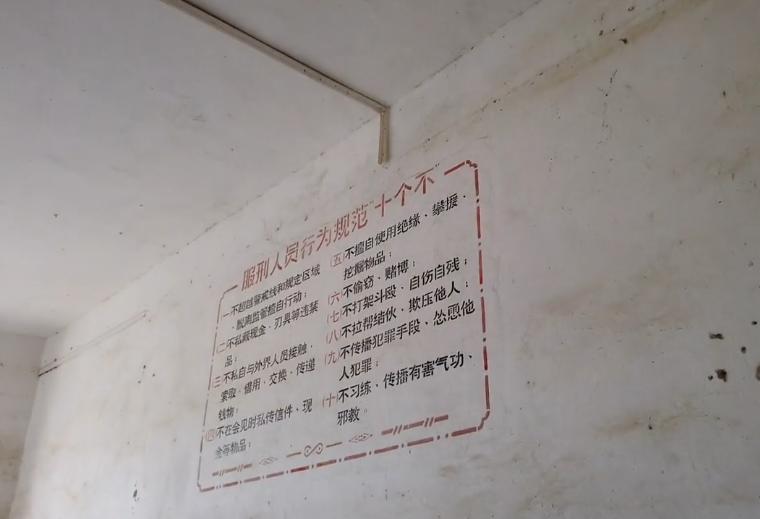 服刑人员行为规范“十个不”
(一)不超越警戒线和规定区域
、脱离监管擅自行动；
(二)不私藏现金、刃具等违禁
品；
(三)不私自与外界人员接触，
索取、借用、交换、传递
钱物；
(四)不在会见时私传信件、现
金等物品；
(五)不擅自使用绝缘、攀援、
挖掘物品；
(六)不偷窃、赌博；
(七)不打架斗殴、自伤自残；
(八)不拉帮结伙、欺压他人；
(九)不传播犯罪手段、怂恿他
人犯罪；
(十)不习练、传播有害气功、
邪教。